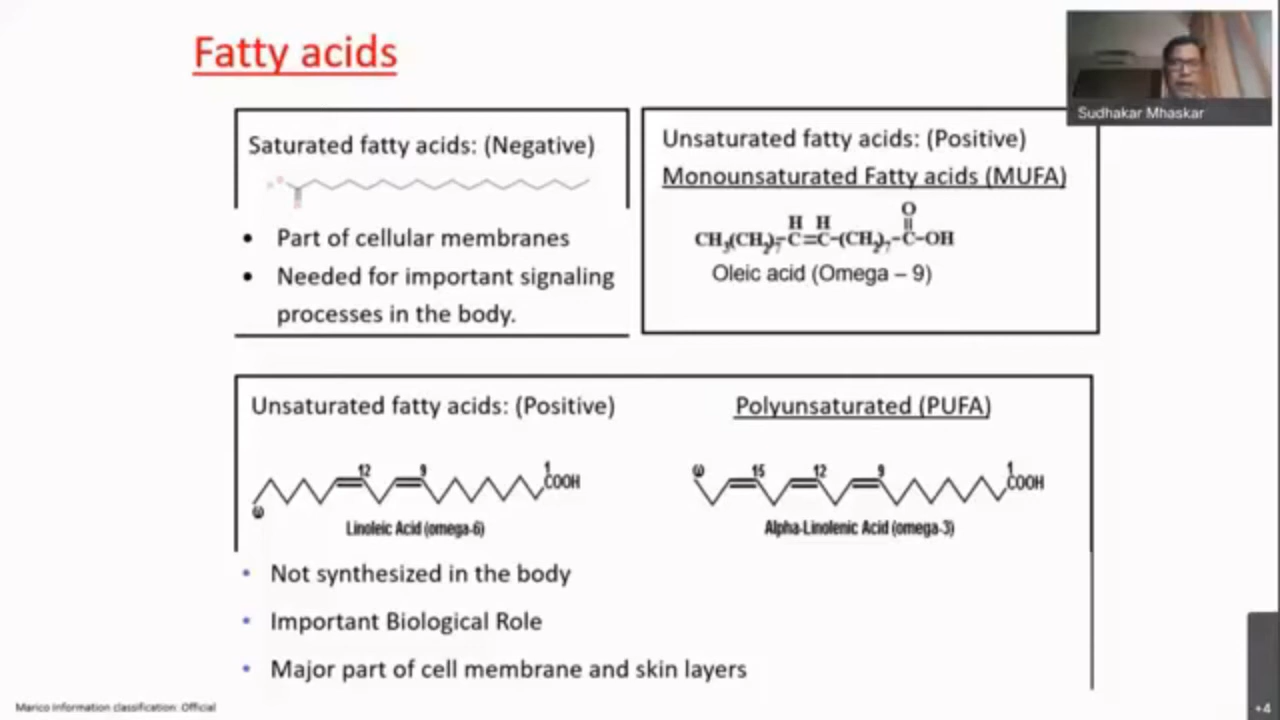 Fatty acids
Sudhakar Mhaskar
Saturated fatty acids: (Negative)
• Part of cellular membranes
• Needed for important signaling
processes in the body.
Unsaturated fatty acids: (Positive)
Monounsaturated Fatty acids (MUFA)
O
H H
CH3(CH2)7-C=C-(CH2)7-C-OH
Oleic acid (Omega – 9)
Unsaturated fatty acids: (Positive)
12 9 1
COOH
ω
Linoleic Acid (omega-6)
Polyunsaturated (PUFA)
ω 15 12 9 1
COOH
Alpha-Linolenic Acid (omega-3)
• Not synthesized in the body
• Important Biological Role
• Major part of cell membrane and skin layers
Marico Information classification: Official
+4